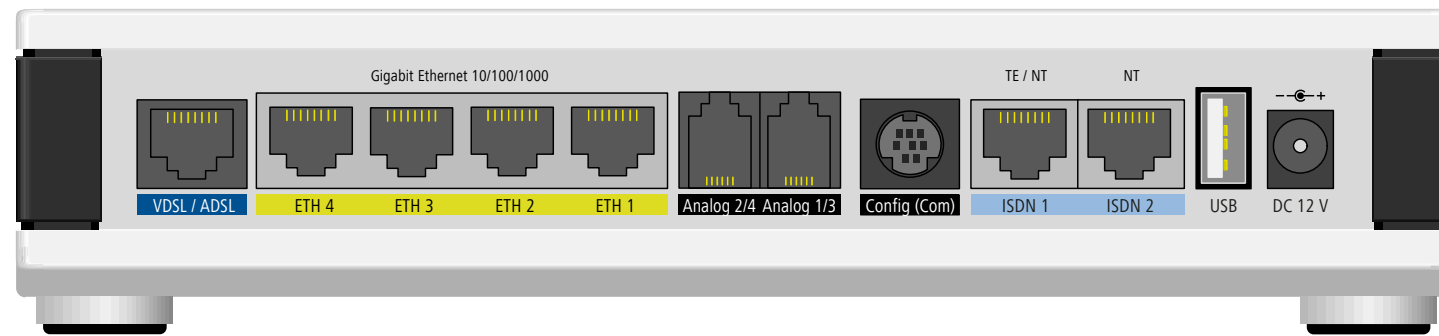 Gigabit Ethernet 10/100/1000 TE / NT NT
VDSL / ADSL ETH 4 ETH 3 ETH 2 ETH 1 Analog 2/4 Analog 1/3 Config (Com) ISDN 1 ISDN 2 USB DC 12 V